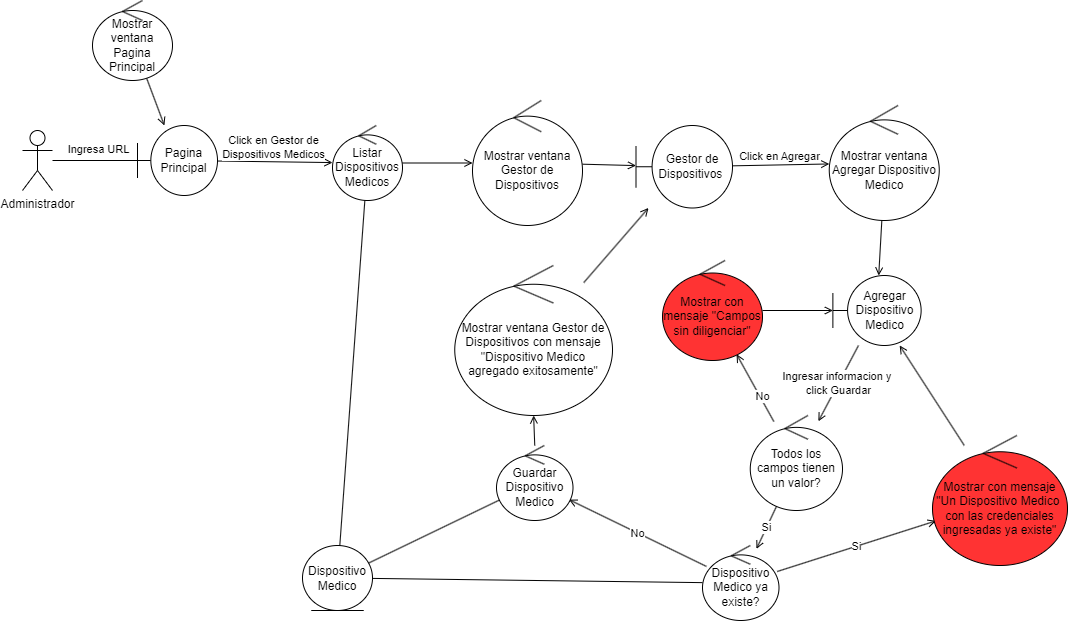 Mostrar
ventana
Pagina
Principal
Administrador
Ingresa URL
Pagina
Principal
Click en Gestor de
Dispositivos Medicos
Listar
Dispositivos
Medicos
Mostrar ventana
Gestor de
Dispositivos
Gestor de
Dispositivos
Click en Agregar
Mostrar ventana
Agregar Dispositivo
Medico
Agregar
Dispositivo
Medico
Mostrar con
mensaje "Campos
sin diligenciar"
Ingresar informacion y
click Guardar
No
Todos los
campos tienen
un valor?
Si
Dispositivo
Medico ya
existe?
Si
Mostrar con mensaje
"Un Dispositivo Medico
con las credenciales
ingresadas ya existe"
No
Guardar
Dispositivo
Medico
Mostrar ventana Gestor de
Dispositivos con mensaje
"Dispositivo Medico
agregado exitosamente"
Dispositivo
Medico